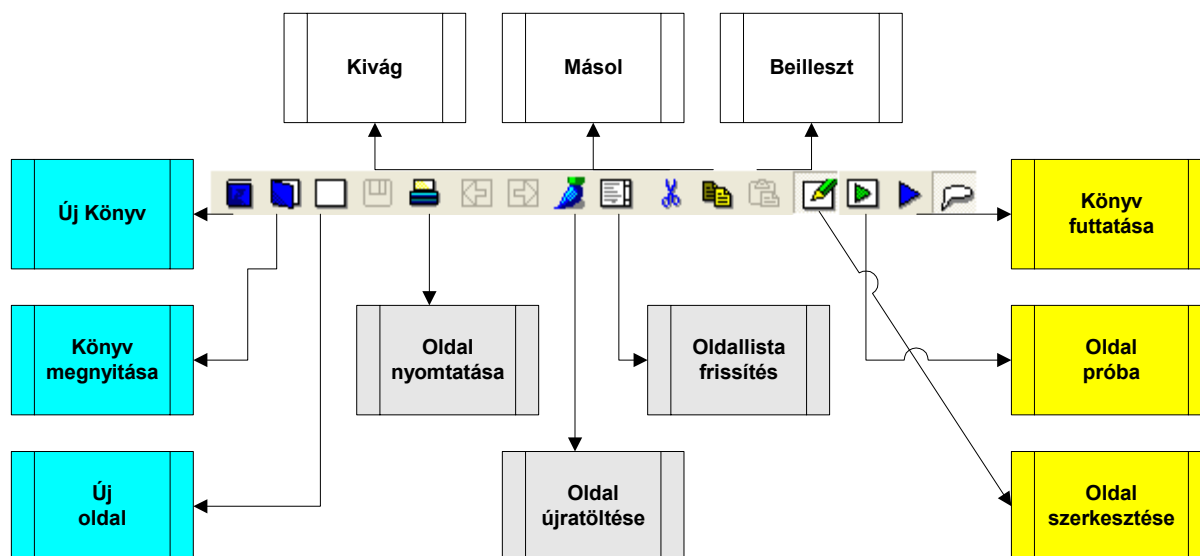 Kivág
Másol
Beilleszt
Új Könyv
Könyv
futtatása
Könyv
megnyitása
Oldal
nyomtatása
Oldallista
frissítés
Oldal
próba
Új
oldal
Oldal
újratöltése
Oldal
szerkesztése